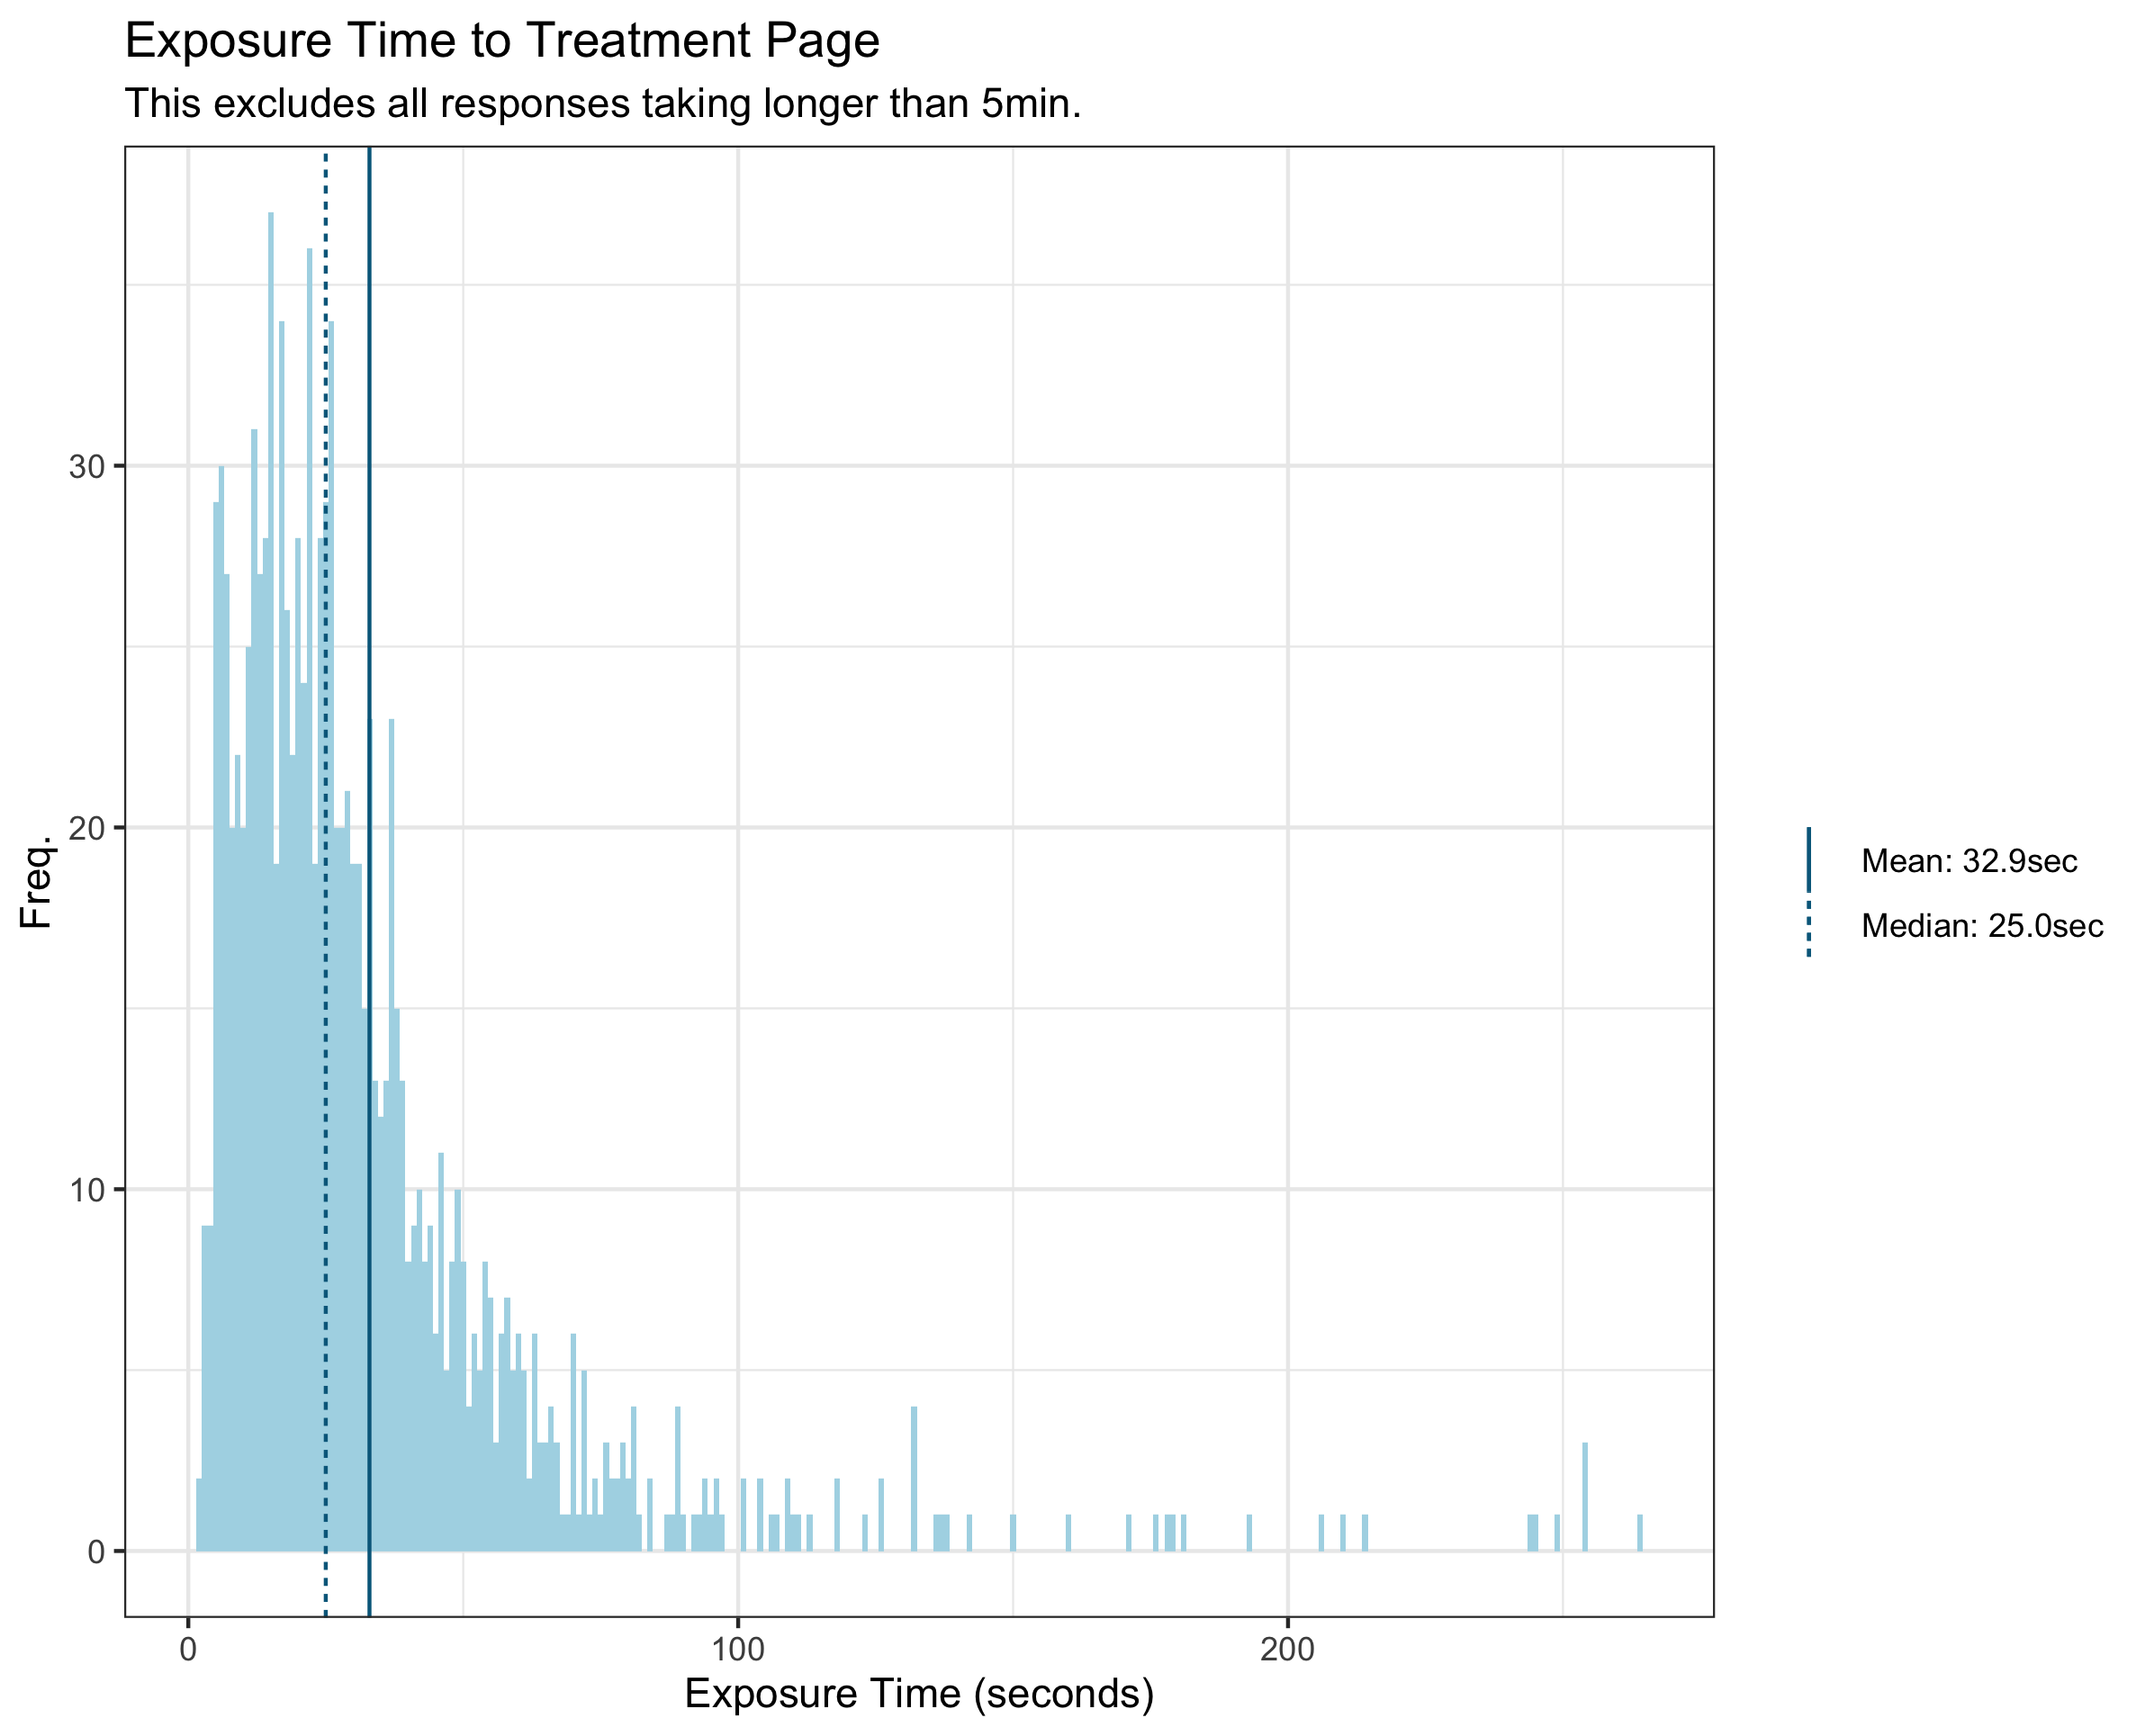 Exposure Time to Treatment Page
This excludes all responses taking longer than 5min.
Freq.
30
20
10
0
0 100 200
Exposure Time (seconds)
Mean: 32.9sec
Median: 25.0sec